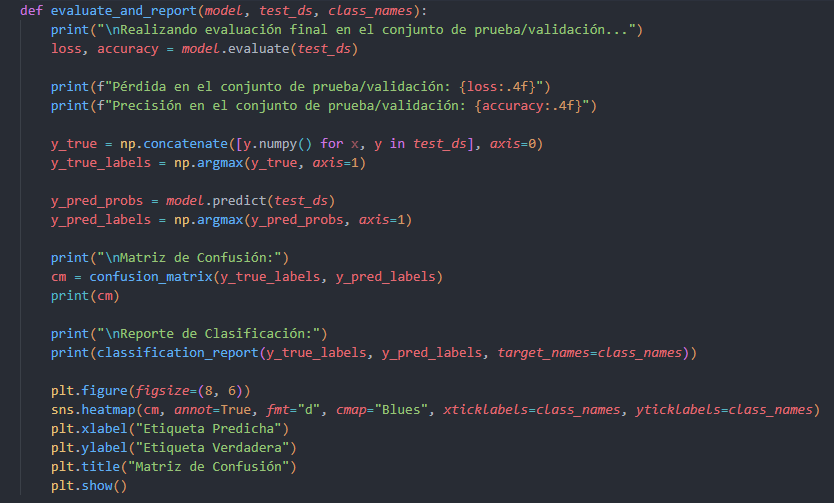 def evaluate_and_report(model, test_ds, class_names):
    print("\nRealizando evaluación final en el conjunto de prueba/validación...")
    loss, accuracy = model.evaluate(test_ds)

    print(f"Pérdida en el conjunto de prueba/validación: {loss:.4f}")
    print(f"Precisión en el conjunto de prueba/validación: {accuracy:.4f}")

    y_true = np.concatenate([y.numpy() for x, y in test_ds], axis=0)
    y_true_labels = np.argmax(y_true, axis=1)

    y_pred_probs = model.predict(test_ds)
    y_pred_labels = np.argmax(y_pred_probs, axis=1)

    print("\nMatriz de Confusión:")
    cm = confusion_matrix(y_true_labels, y_pred_labels)
    print(cm)

    print("\nReporte de Clasificación:")
    print(classification_report(y_true_labels, y_pred_labels, target_names=class_names))

    plt.figure(figsize=(8, 6))
    sns.heatmap(cm, annot=True, fmt="d", cmap="Blues", xticklabels=class_names, yticklabels=class_names)
    plt.xlabel("Etiqueta Predicha")
    plt.ylabel("Etiqueta Verdadera")
    plt.title("Matriz de Confusión")
    plt.show()